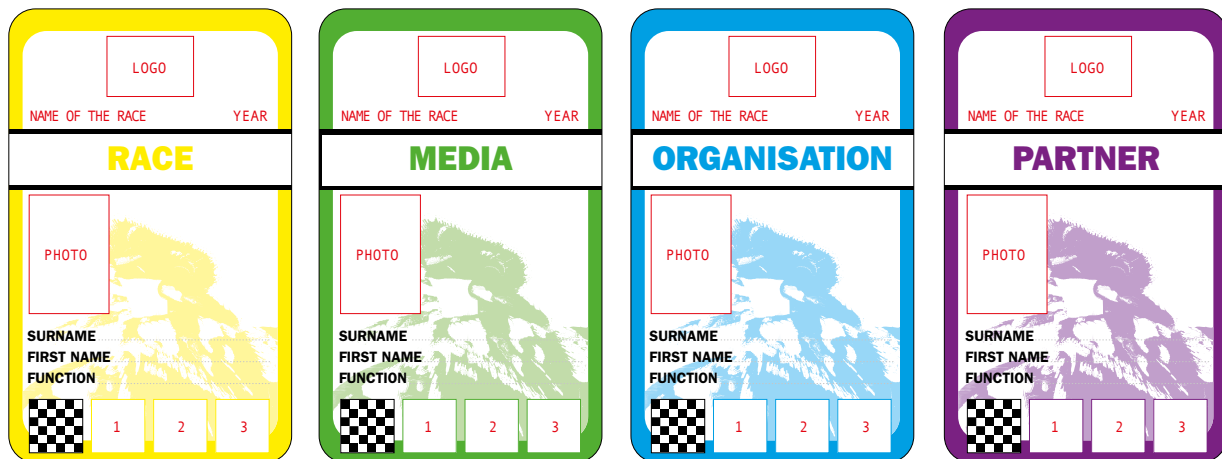 LOGO
NAME OF THE RACE YEAR
RACE
PHOTO
SURNAME
FIRST NAME
FUNCTION
1 2 3
LOGO
NAME OF THE RACE YEAR
MEDIA
PHOTO
SURNAME
FIRST NAME
FUNCTION
1 2 3
LOGO
NAME OF THE RACE YEAR
ORGANISATION
PHOTO
SURNAME
FIRST NAME
FUNCTION
1 2 3
LOGO
NAME OF THE RACE YEAR
PARTNER
PHOTO
SURNAME
FIRST NAME
FUNCTION
1 2 3